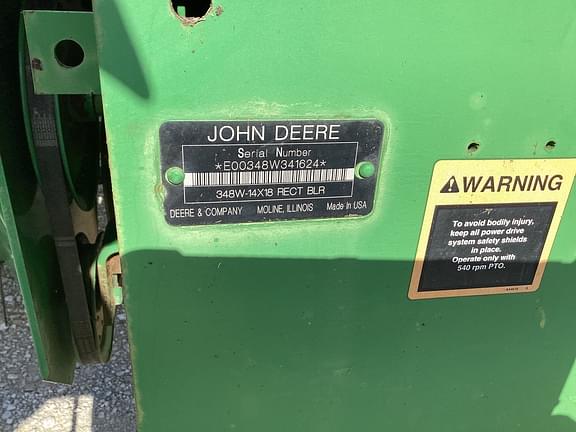 JOHN DEERE
Serial Number
*E00348W341624*
348W-14X18 RECT BLR
DEERE & COMPANY MOLINE, ILLINOIS Made In USA
WARNING
To avoid bodily injury,
keep all power drive
system safety shields
in place.
Operate only with
540 rpm PTO.